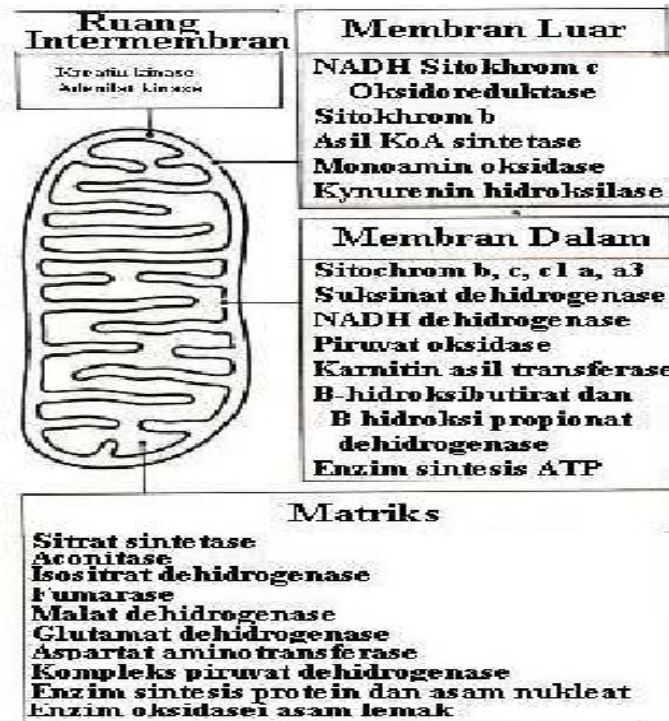 Ruang
Intermembran
Kreatin kinase
Adenilat kinase
Membran Luar
NADH Sitokhrom c
Oksidoreduktase
Sitokhrom b
Asil KoA sintetase
Monoamin oksidase
Kynurenin hidroksilase
Membran Dalam
Sitochrom b, c, c1 a, a3
Suksinat dehidrogenase
NADH dehidrogenase
Piruvat oksidase
Karnitin asil transferase
B-hidroksibutirat dan
B hidroksi propionat
dehidrogenase
Enzim sintesis ATP
Matriks
Sitrat sintetase
Aconitase
Isositrat dehidrogenase
Fumarase
Malat dehidrogenase
Glutamat dehidrogenase
Aspartat aminotransferase
Kompleks piruvat dehidrogenase
Enzim sintesis protein dan asam nukleat
Enzim oksidasei asam lemak